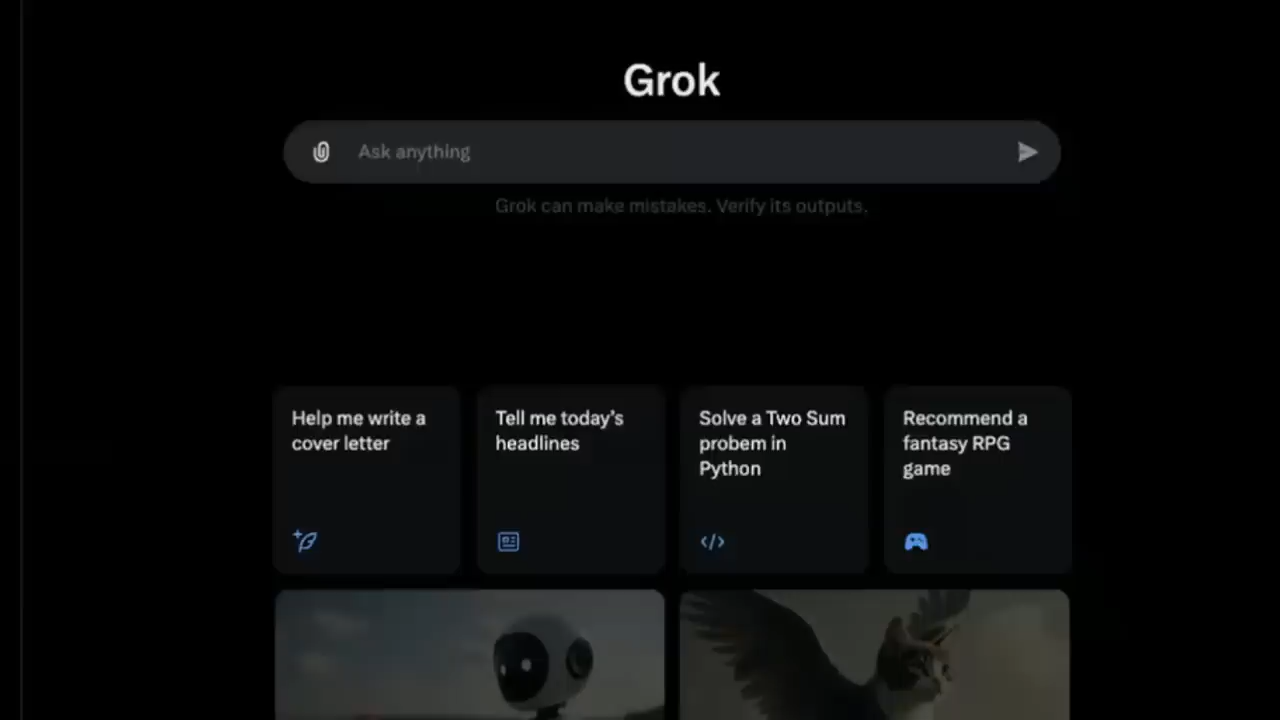 Grok
Ask anything
Grok can make mistakes. Verify its outputs.
Help me write a
cover letter
Tell me today's
headlines
Solve a Two Sum
probem in
Python
Recommend a
fantasy RPG
game